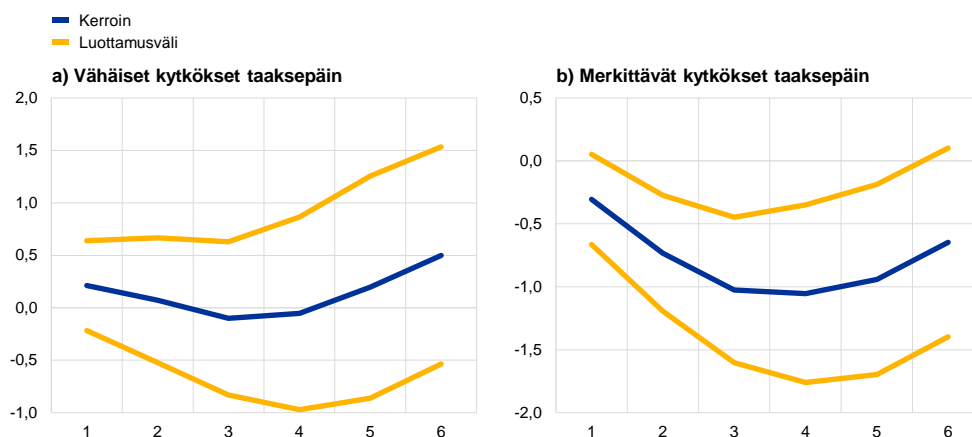 Kerroin
Luottamusväli
a) Vähäiset kytkökset taaksepäin
2,0
1,5
1,0
0,5
0,0
-0,5
-1,0
1 2 3 4 5 6
b) Merkittävät kytkökset taaksepäin
0,5
0,0
-0,5
-1,0
-1,5
-2,0
1 2 3 4 5 6